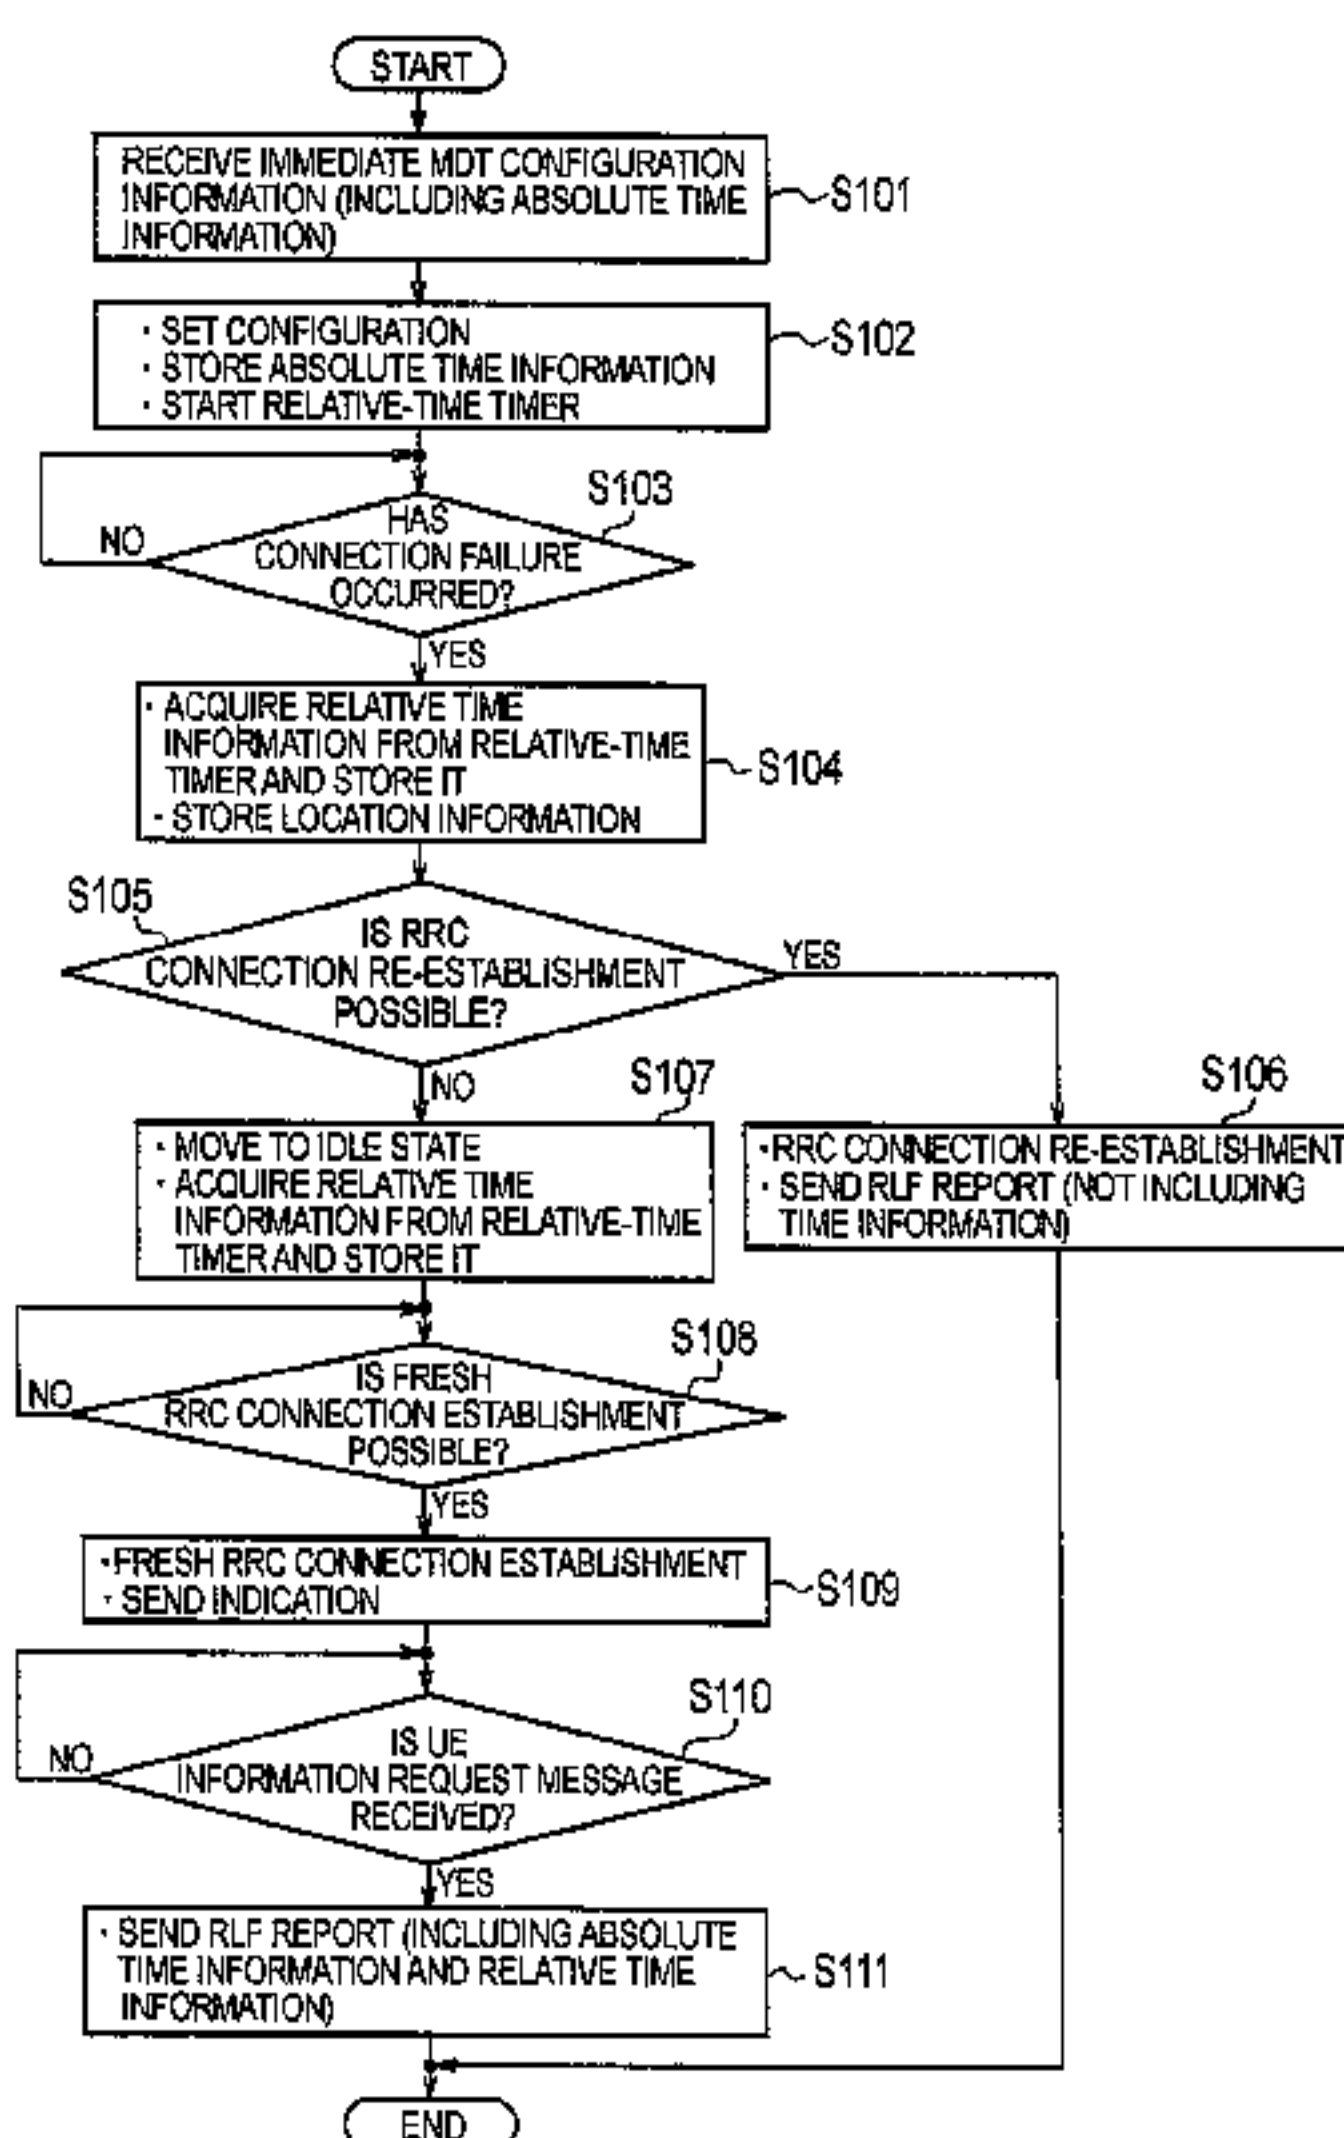 START
RECEIVE IMMEDIATE MDT CONFIGURATION
INFORMATION (INCLUDING ABSOLUTE TIME
INFORMATION)
S101
· SET CONFIGURATION
· STORE ABSOLUTE TIME INFORMATION
· START RELATIVE-TIME TIMER
S102
S103
HAS
CONNECTION FAILURE
OCCURRED?
NO
YES
· ACQUIRE RELATIVE TIME
INFORMATION FROM RELATIVE-TIME
TIMER AND STORE IT
· STORE LOCATION INFORMATION
S104
S105
IS RRC
CONNECTION RE-ESTABLISHMENT
POSSIBLE?
YES
NO
S107
· MOVE TO IDLE STATE
· ACQUIRE RELATIVE TIME
INFORMATION FROM RELATIVE-TIME
TIMER AND STORE IT
S106
·RRC CONNECTION RE-ESTABLISHMENT
· SEND RLF REPORT (NOT INCLUDING
TIME INFORMATION)
S108
IS FRESH
RRC CONNECTION ESTABLISHMENT
POSSIBLE?
NO
YES
·FRESH RRC CONNECTION ESTABLISHMENT
· SEND INDICATION
S109
S110
IS UE
INFORMATION REQUEST MESSAGE
RECEIVED?
NO
YES
· SEND RLF REPORT (INCLUDING ABSOLUTE
TIME INFORMATION AND RELATIVE TIME
INFORMATION)
S111
END